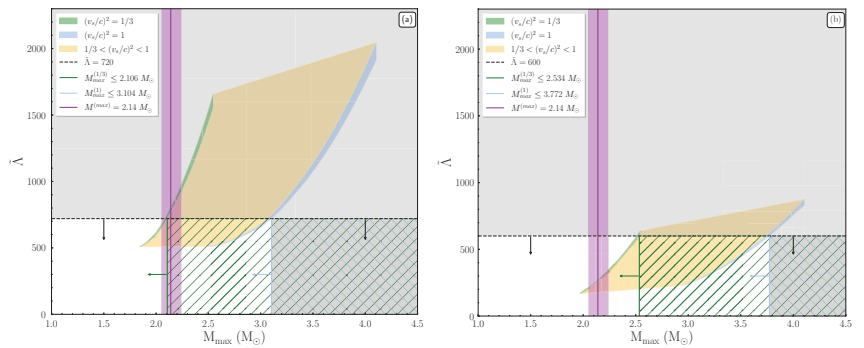 (a)
(v_s/c)² = 1/3
(v_s/c)² = 1
1/3 < (v_s/c)² < 1
Λ̃ = 720
M_max^(1/3) ≤ 2.106 M_⊙
M_max^(1) ≤ 3.104 M_⊙
M^(max) = 2.14 M_⊙
Λ̃
2000
1500
1000
500
0
1.0 1.5 2.0 2.5 3.0 3.5 4.0 4.5
M_max (M_⊙)
(b)
(v_s/c)² = 1/3
(v_s/c)² = 1
1/3 < (v_s/c)² < 1
Λ̃ = 600
M_max^(1/3) ≤ 2.534 M_⊙
M_max^(1) ≤ 3.772 M_⊙
M^(max) = 2.14 M_⊙
Λ̃
2000
1500
1000
500
0
1.0 1.5 2.0 2.5 3.0 3.5 4.0 4.5
M_max (M_⊙)